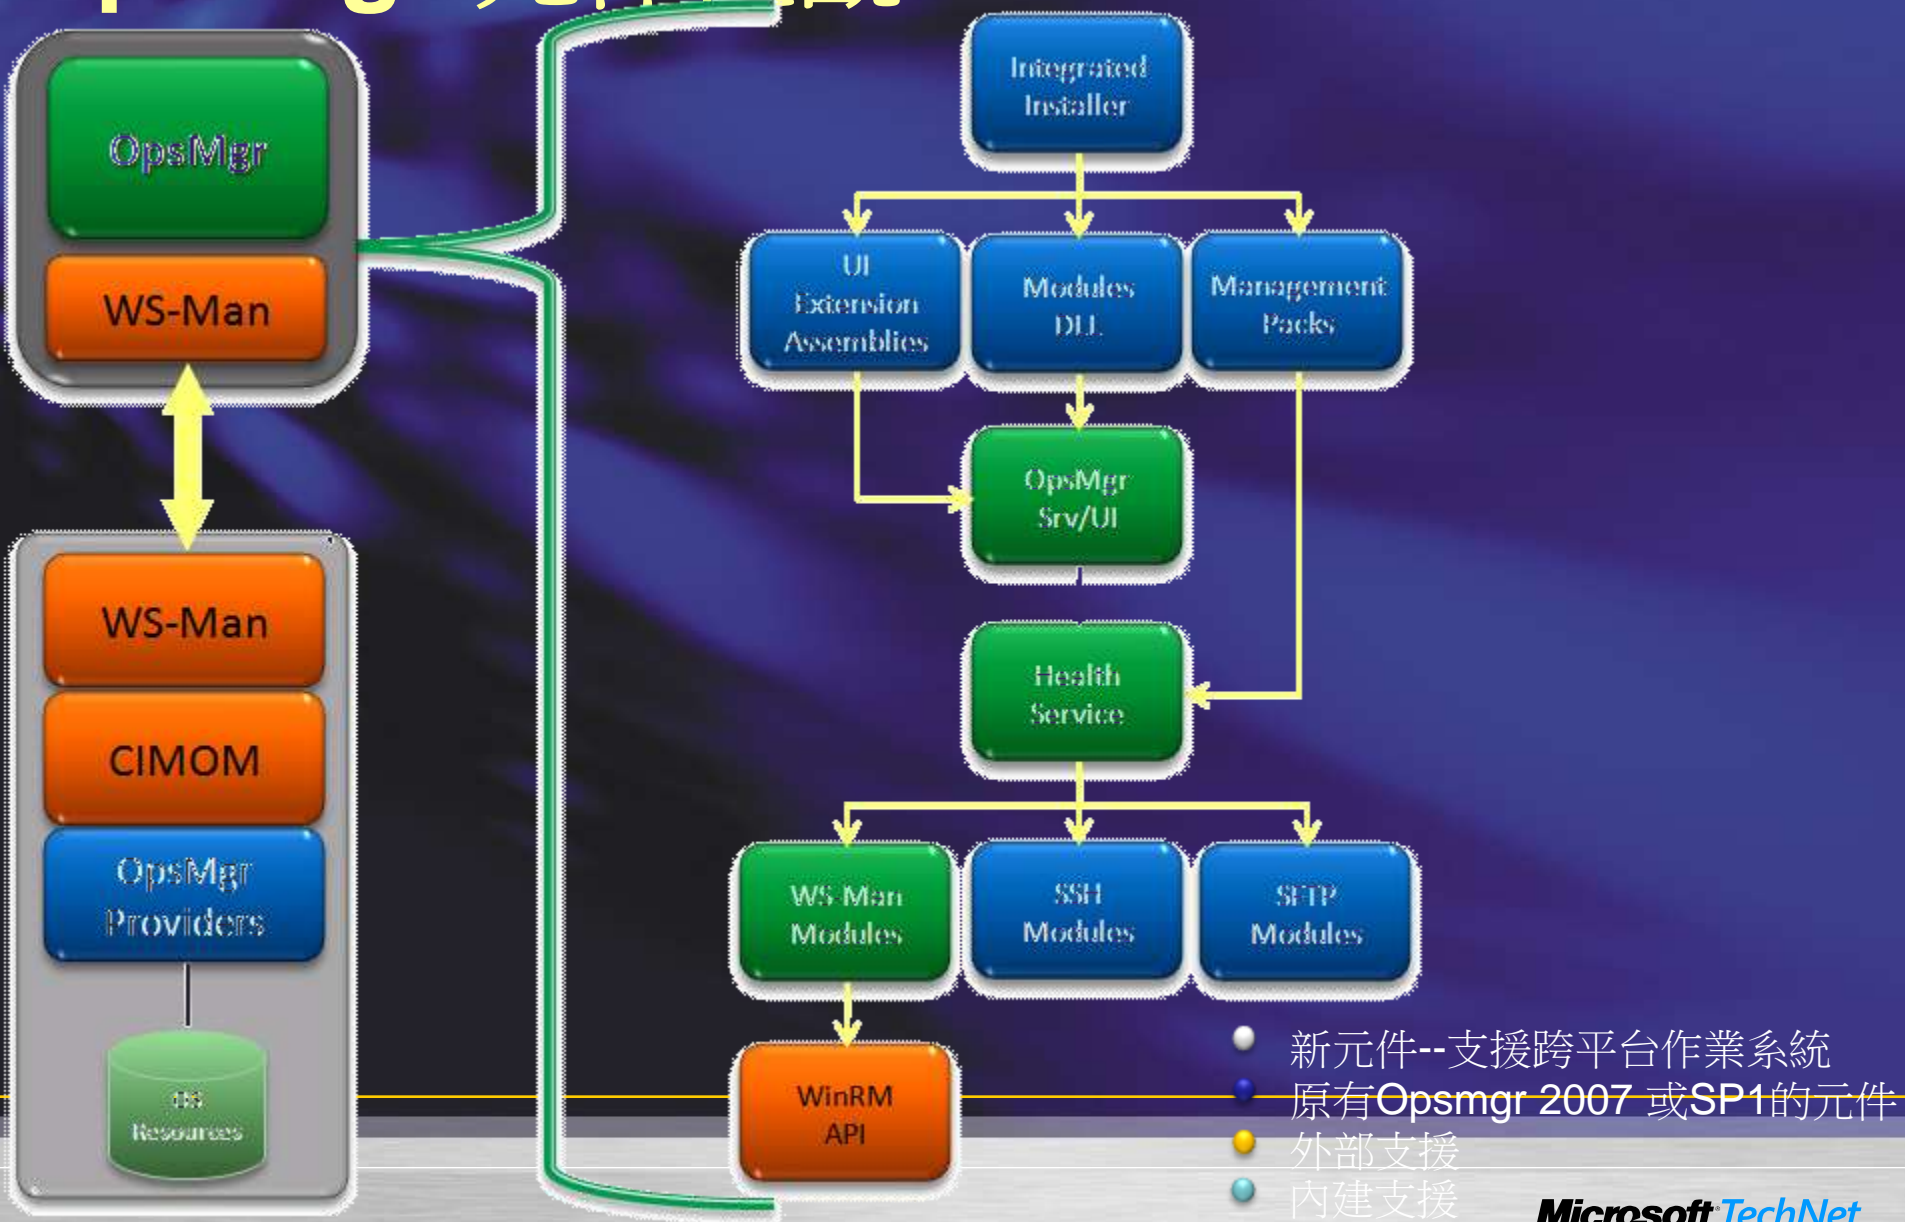 OpsMgr
WS-Man
WS-Man
CIMOM
OpsMgr
Providers
OS
Resources
Integrated
Installer
UI
Extension
Assemblies
Modules
DLL
Management
Packs
OpsMgr
Srv/UI
Health
Service
WS-Man
Modules
SSH
Modules
SFTP
Modules
WinRM
API
新元件--支援跨平台作業系統
原有Opsmgr 2007 或SP1的元件
外部支援
內建支援
Microsoft TechNet